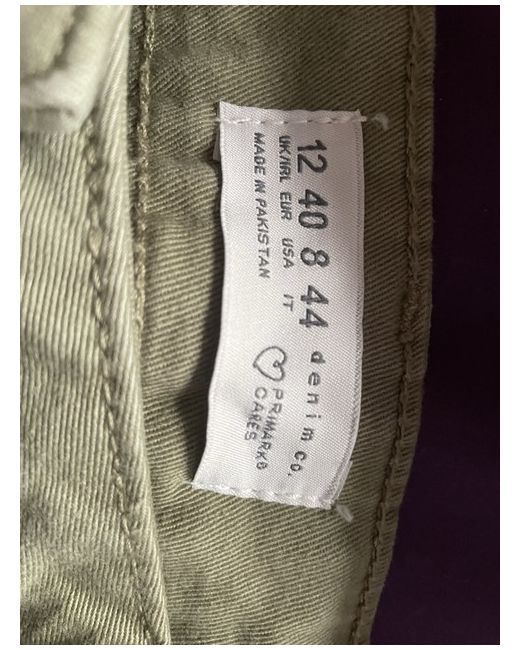 12 40 8 44 denim co.
UK/IRL EUR USA IT
MADE IN PAKISTAN
PRIMARK®
CARES